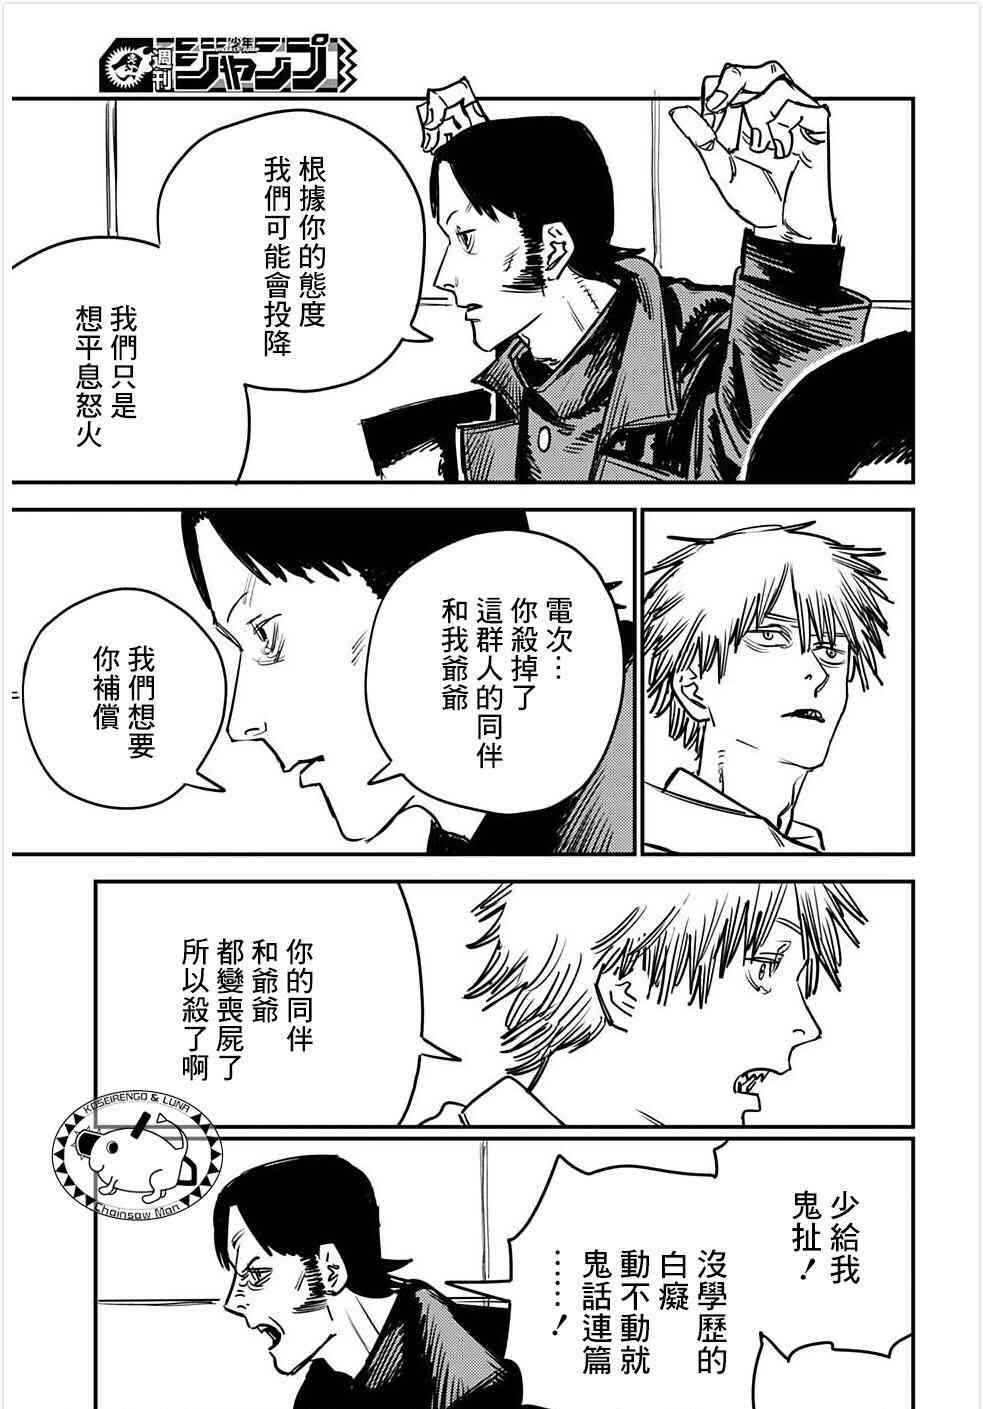 週刊
少年
ジャンプ
根據你的態度
我們可能會投降
我們只是
想平息怒火
電次…
你殺掉了
這群人的同伴
和我爺爺
我們想要
你補償
你的同伴
和爺爺
都變喪屍了
所以殺了啊
KOSEIRENGO & LUNA
Chainsaw Man
少給我
鬼扯！
沒學歷的
白癡
動不動就
鬼話連篇
……！